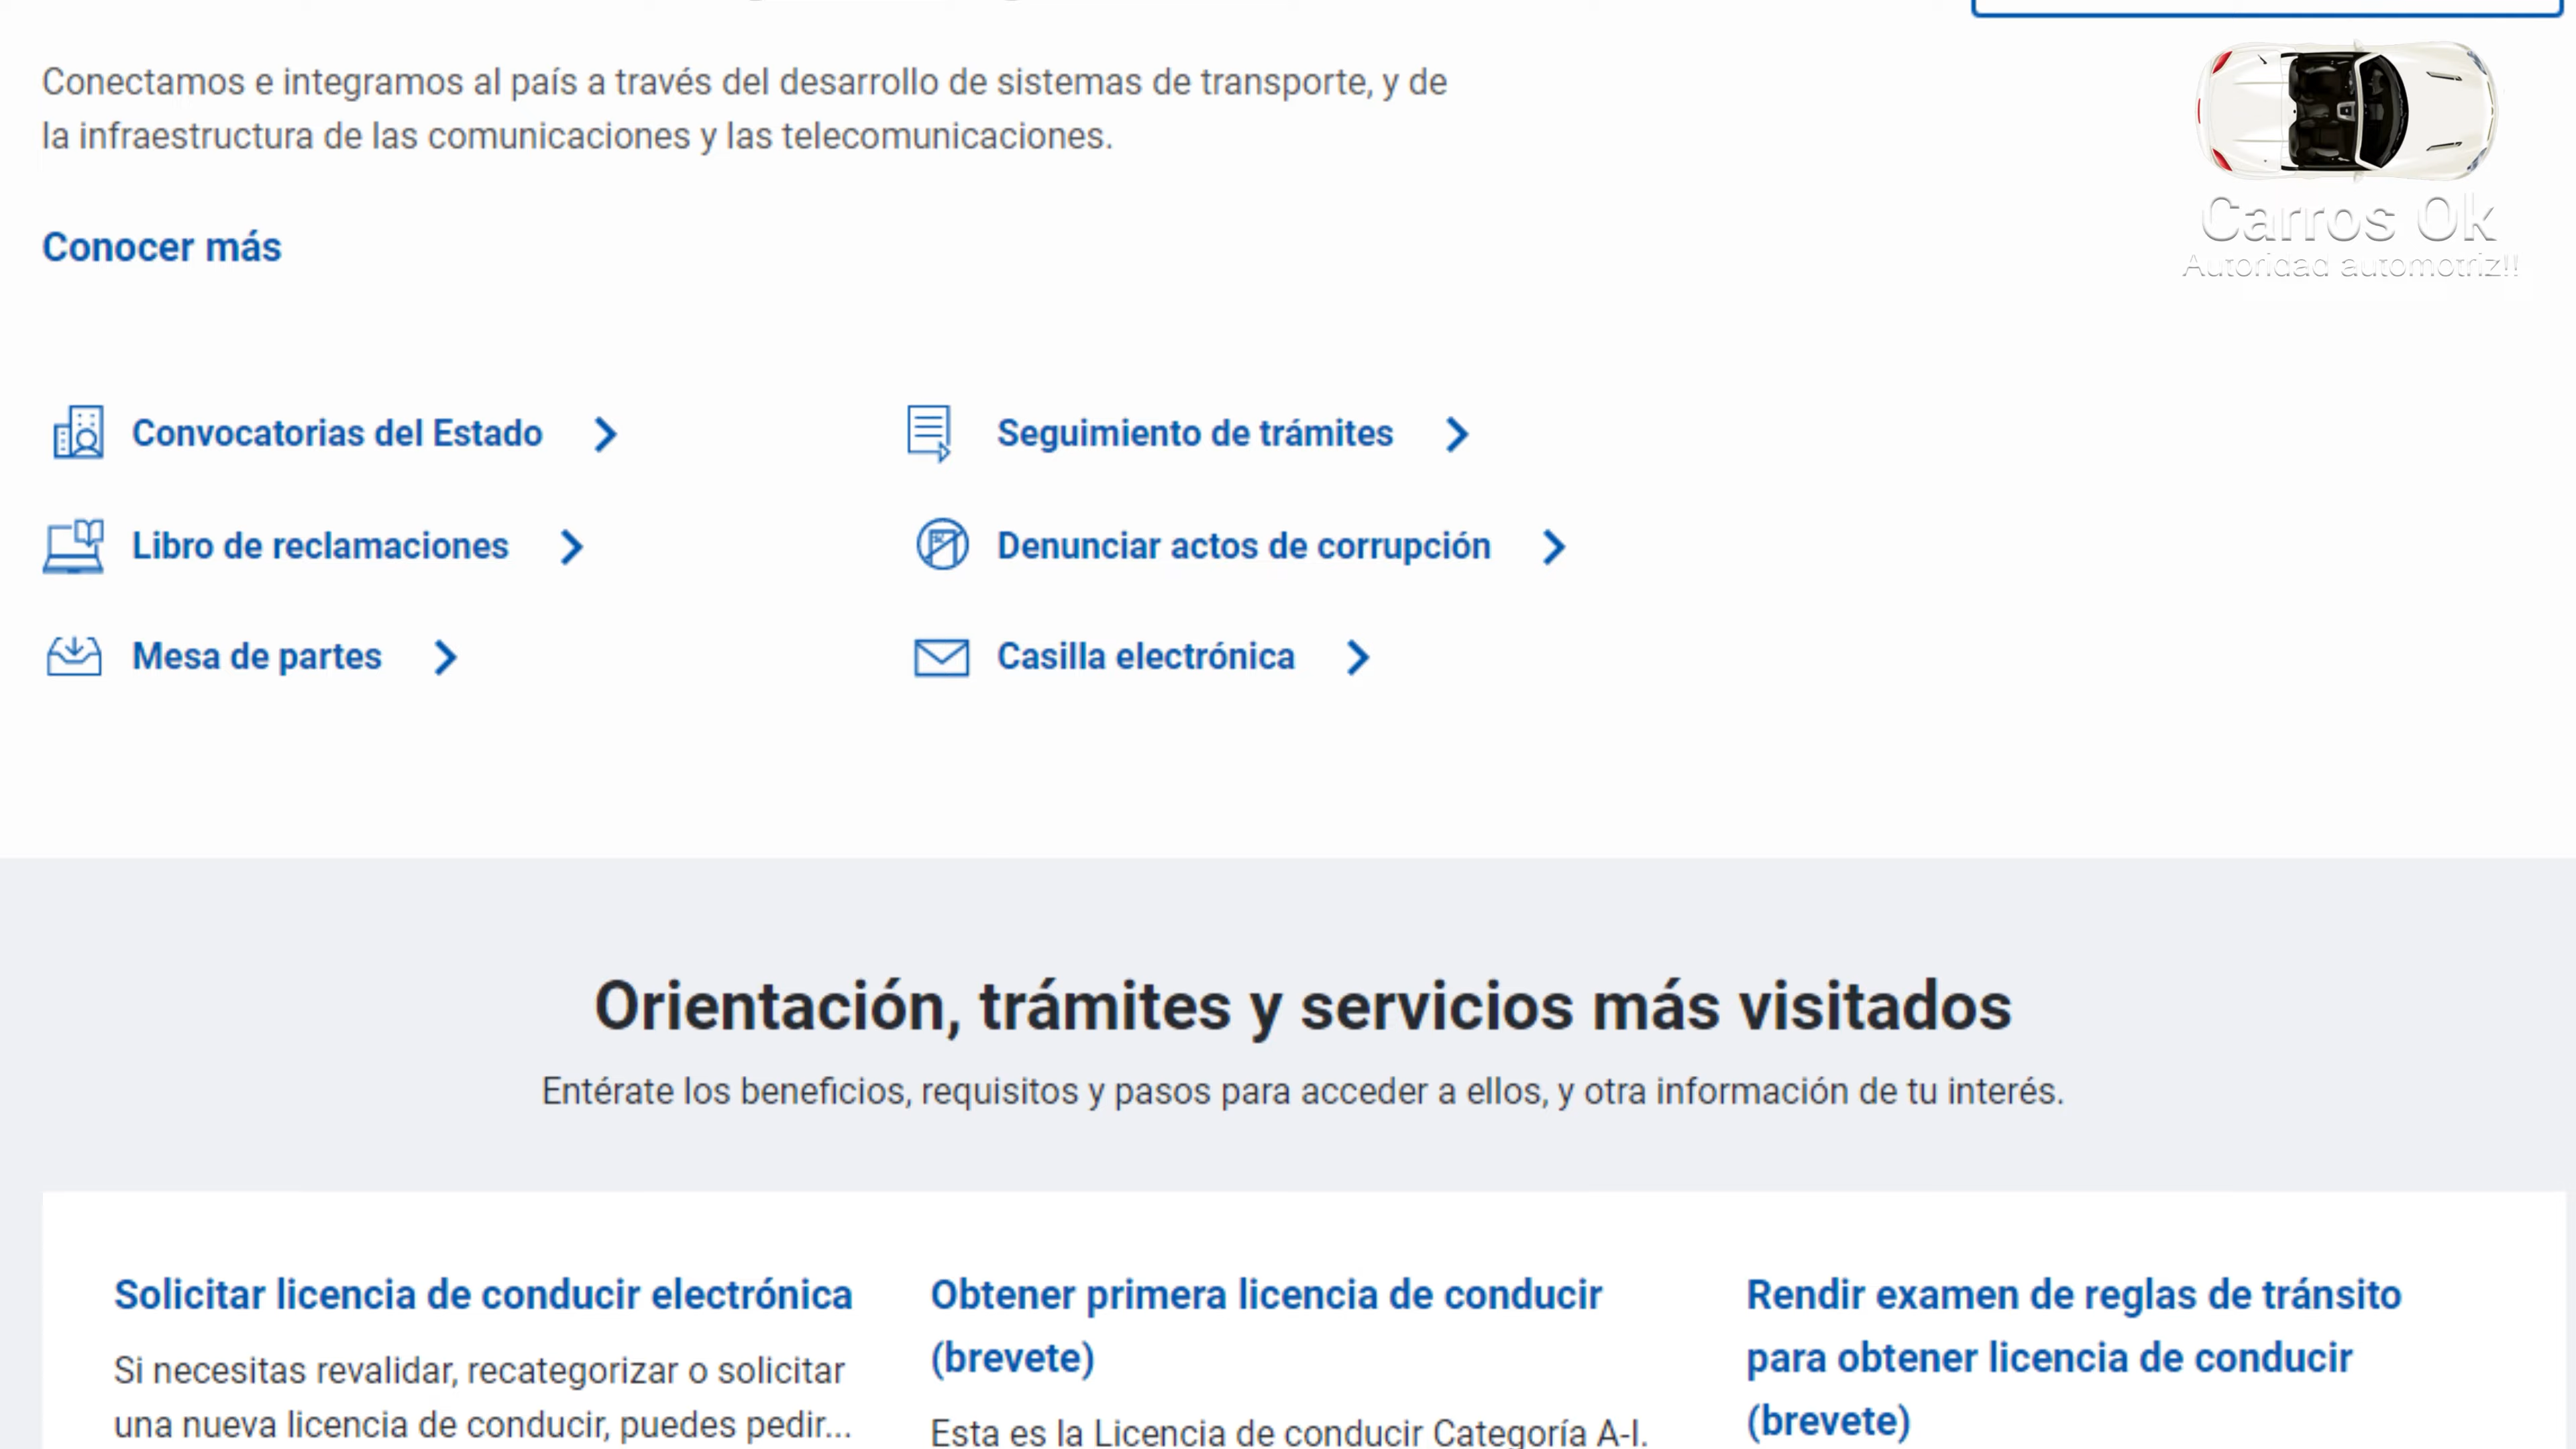 Conectamos e integramos al país a través del desarrollo de sistemas de transporte, y de
la infraestructura de las comunicaciones y las telecomunicaciones.
Carros Ok
Autoridad automotriz!!
Conocer más
Convocatorias del Estado
Seguimiento de trámites
Libro de reclamaciones
Denunciar actos de corrupción
Mesa de partes
Casilla electrónica
Orientación, trámites y servicios más visitados
Entérate los beneficios, requisitos y pasos para acceder a ellos, y otra información de tu interés.
Solicitar licencia de conducir electrónica
Si necesitas revalidar, recategorizar o solicitar
una nueva licencia de conducir, puedes pedir...
Obtener primera licencia de conducir
(brevete)
Esta es la Licencia de conducir Categoría A-I.
Rendir examen de reglas de tránsito
para obtener licencia de conducir
(brevete)